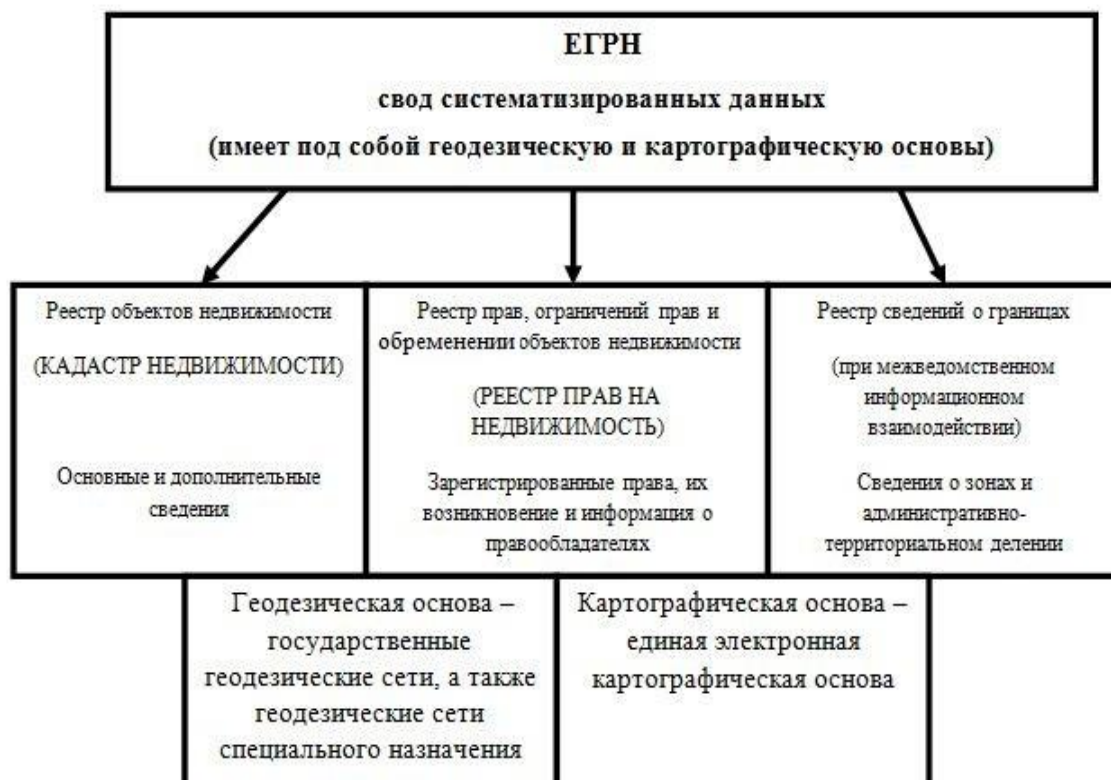 ЕГРН
свод систематизированных данных
(имеет под собой геодезическую и картографическую основы)
Реестр объектов недвижимости
(КАДАСТР НЕДВИЖИМОСТИ)
Основные и дополнительные
сведения
Реестр прав, ограничений прав и
обременении объектов недвижимости
(РЕЕСТР ПРАВ НА
НЕДВИЖИМОСТЬ)
Зарегистрированные права, их
возникновение и информация о
правообладателях
Реестр сведений о границах
(при межведомственном
информационном
взаимодействии)
Сведения о зонах и
административно-
территориальном делении
Геодезическая основа –
государственные
геодезические сети, а также
геодезические сети
специального назначения
Картографическая основа –
единая электронная
картографическая основа